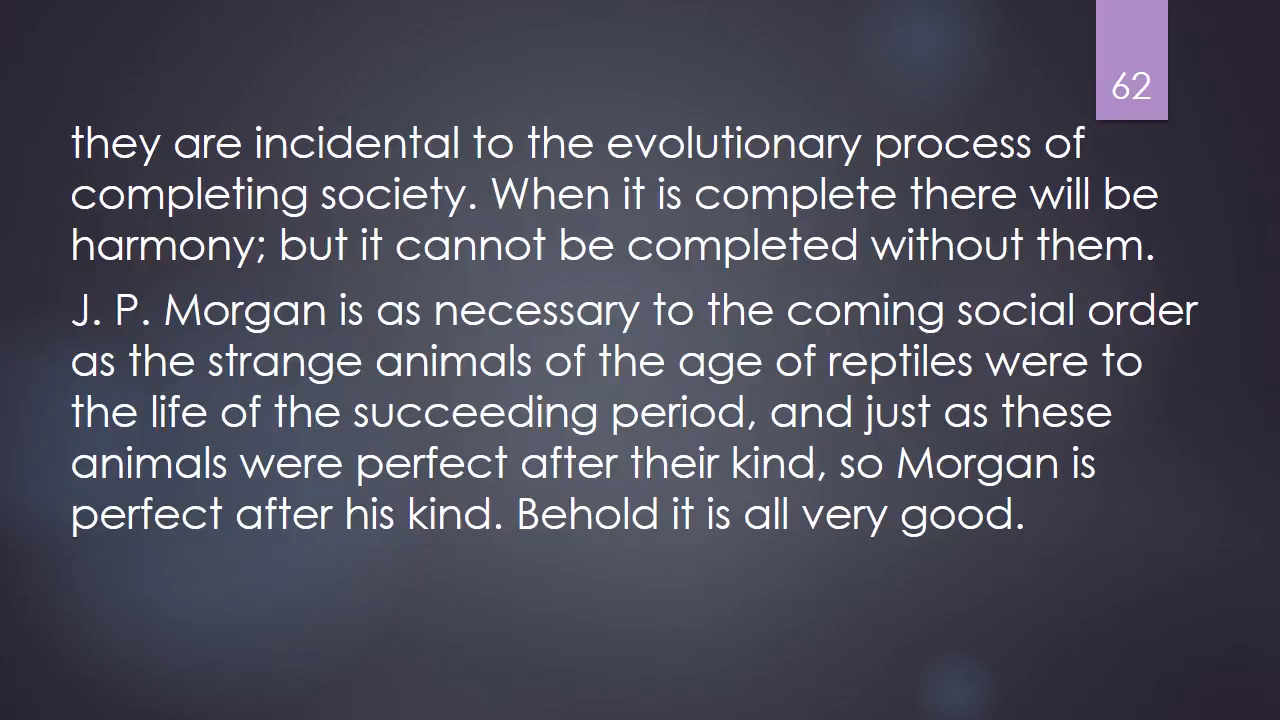 62
they are incidental to the evolutionary process of
completing society. When it is complete there will be
harmony; but it cannot be completed without them.
J. P. Morgan is as necessary to the coming social order
as the strange animals of the age of reptiles were to
the life of the succeeding period, and just as these
animals were perfect after their kind, so Morgan is
perfect after his kind. Behold it is all very good.